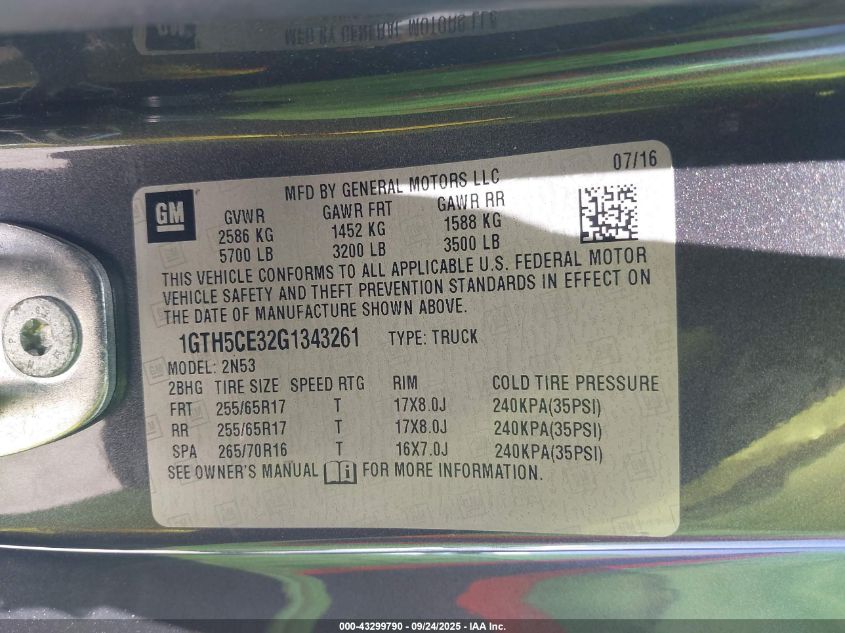 07/16
GM
MFD BY GENERAL MOTORS LLC
GVWR GAWR FRT GAWR RR
2586 KG 1452 KG 1588 KG
5700 LB 3200 LB 3500 LB
THIS VEHICLE CONFORMS TO ALL APPLICABLE U.S. FEDERAL MOTOR
VEHICLE SAFETY AND THEFT PREVENTION STANDARDS IN EFFECT ON
THE DATE OF MANUFACTURE SHOWN ABOVE.
1GTH5CE32G1343261 TYPE: TRUCK
MODEL: 2N53
2BHG TIRE SIZE SPEED RTG RIM COLD TIRE PRESSURE
FRT 255/65R17 T 17X8.0J 240KPA(35PSI)
RR 255/65R17 T 17X8.0J 240KPA(35PSI)
SPA 265/70R16 T 16X7.0J 240KPA(35PSI)
SEE OWNER'S MANUAL FOR MORE INFORMATION.
000-43299790 - 09/24/2025 - IAA Inc.